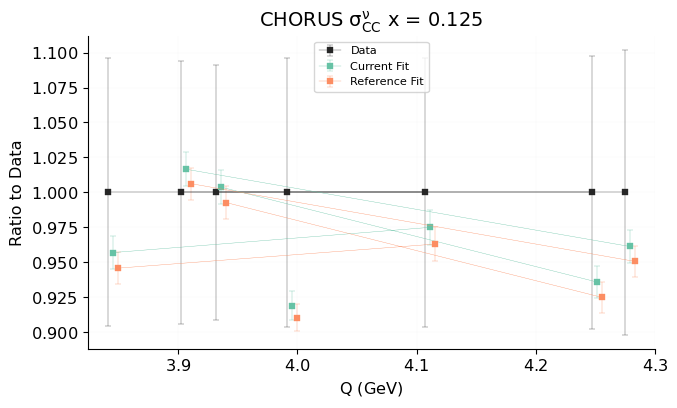 CHORUS σ^ν_CC x = 0.125
Data
Current Fit
Reference Fit
Ratio to Data
1.100
1.075
1.050
1.025
1.000
0.975
0.950
0.925
0.900
3.9 4.0 4.1 4.2 4.3
Q (GeV)